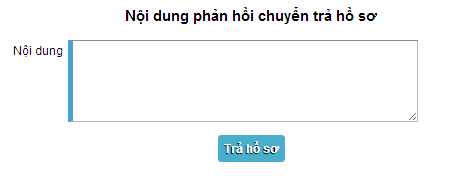 Nội dung phản hồi chuyển trả hồ sơ
Nội dung
Trả hồ sơ